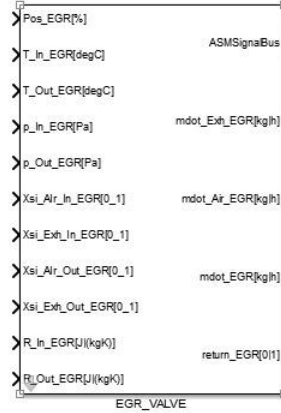 Pos_EGR[%]
ASMSignalBus
T_In_EGR[degC]
T_Out_EGR[degC]
p_In_EGR[Pa]
mdot_Exh_EGR[kg|h]
p_Out_EGR[Pa]
Xsi_Air_In_EGR[0_1]
mdot_Air_EGR[kg|h]
Xsi_Exh_In_EGR[0_1]
Xsi_Air_Out_EGR[0_1]
mdot_EGR[kg|h]
Xsi_Exh_Out_EGR[0_1]
R_In_EGR[J|(kgK)]
return_EGR[0|1]
R_Out_EGR[J|(kgK)]
EGR_VALVE